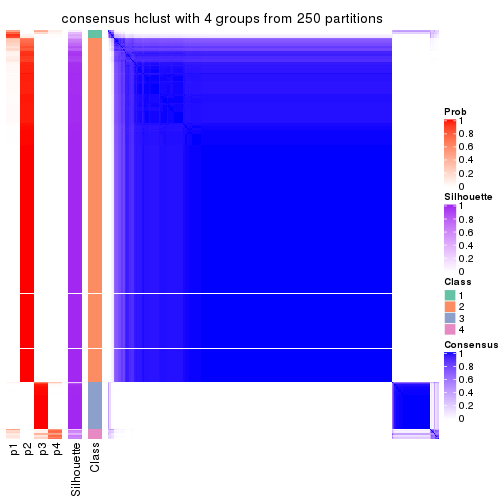 consensus hclust with 4 groups from 250 partitions
Prob
1
0.8
0.6
0.4
0.2
0
Silhouette
1
0.8
0.6
0.4
0.2
0
Class
1
2
3
4
Consensus
1
0.8
0.6
0.4
0.2
0
p1
p2
p3
p4
Silhouette
Class